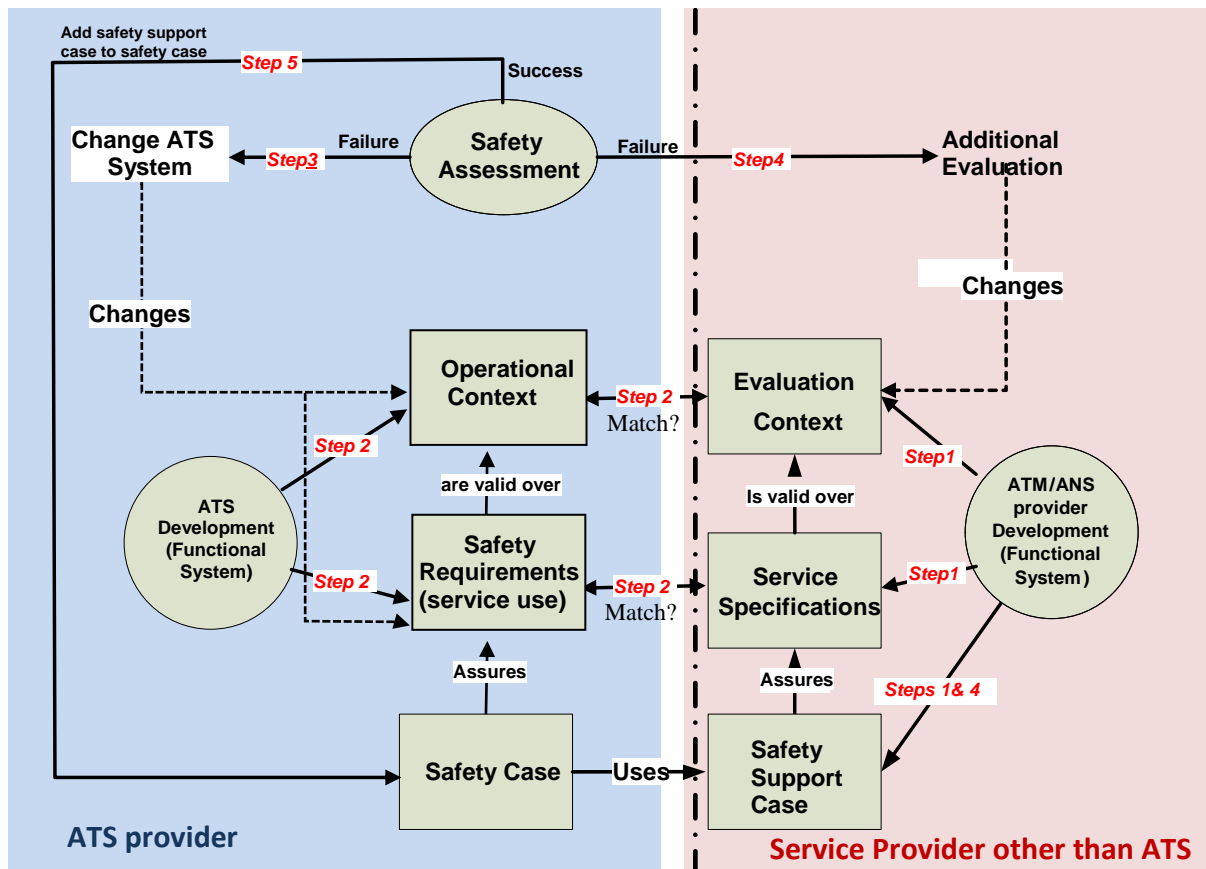 Add safety support
case to safety case
Step 5
Success
Change ATS
System
Failure
Step3
Safety
Assessment
Failure
Step4
Additional
Evaluation
Changes
Changes
Operational
Context
Step 2
Match?
Evaluation
Context
Step 2
Step1
are valid over
Is valid over
ATS
Development
(Functional
System)
ATM/ANS
provider
Development
(Functional
System)
Step 2
Safety
Requirements
(service use)
Step 2
Match?
Service
Specifications
Step1
Assures
Assures
Steps 1& 4
Safety Case
Uses
Safety
Support
Case
ATS provider
Service Provider other than ATS